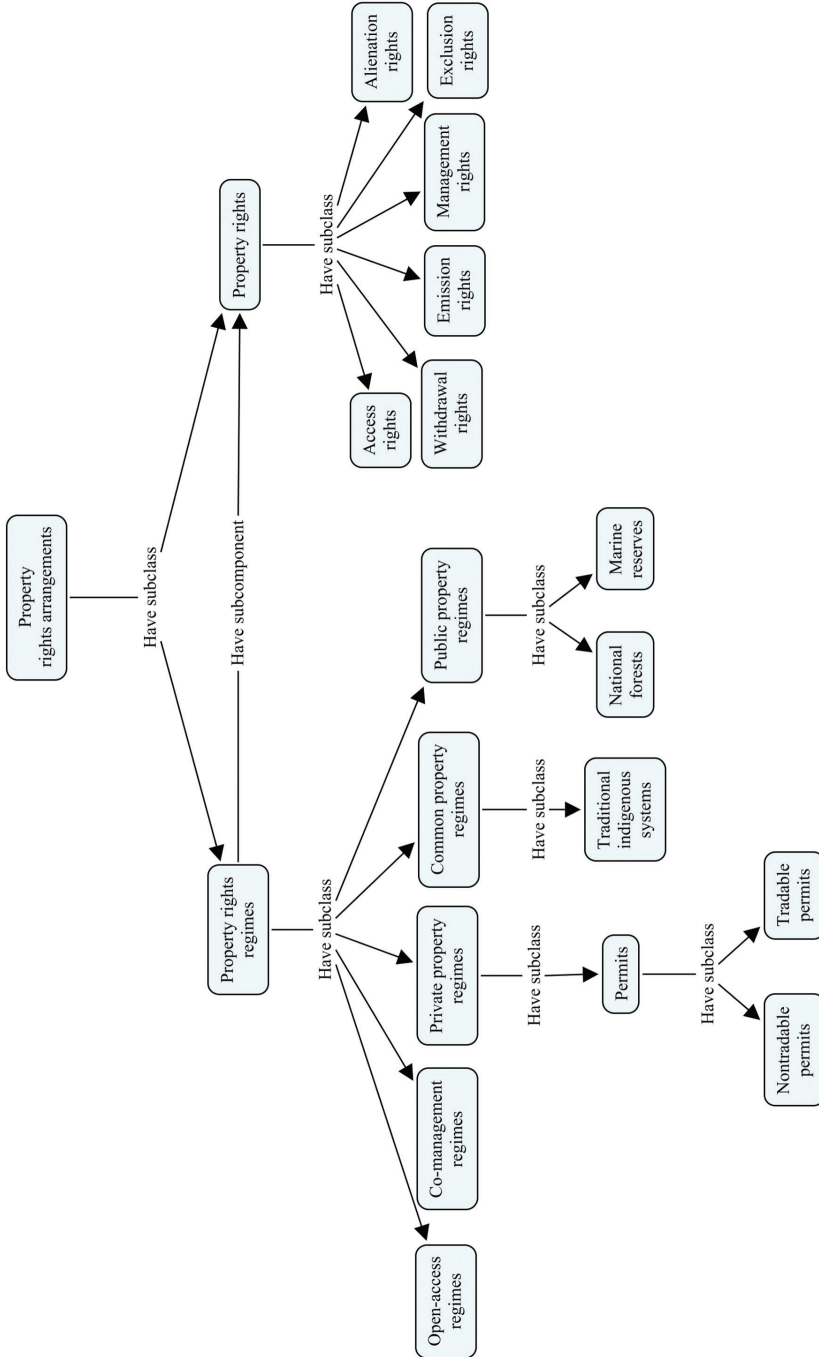 Property
rights arrangements
Have subclass
Property rights
regimes
Have subcomponent
Property rights
Have subclass
Have subclass
Open-access
regimes
Co-management
regimes
Private property
regimes
Common property
regimes
Public property
regimes
Access
rights
Withdrawal
rights
Emission
rights
Management
rights
Alienation
rights
Exclusion
rights
Have subclass
Have subclass
Have subclass
Permits
Traditional
indigenous
systems
National
forests
Marine
reserves
Have subclass
Nontradable
permits
Tradable
permits